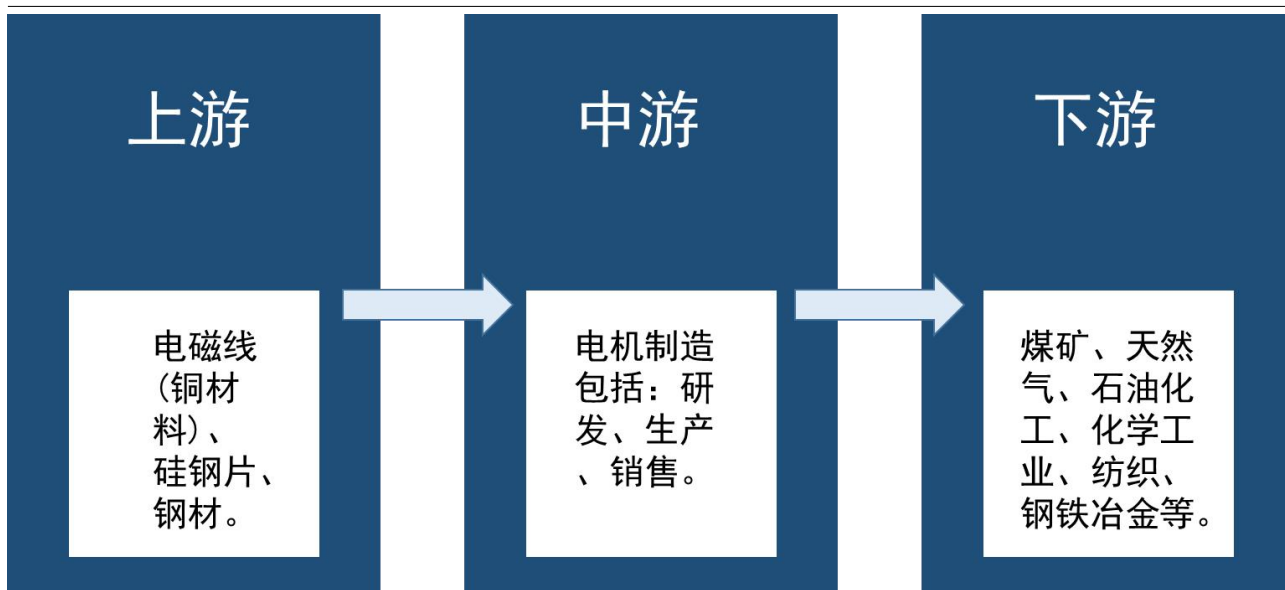 上游
电磁线
(铜材
料)、
硅钢片、
钢材。
中游
电机制造
包括：研
发、生产
、销售。
下游
煤矿、天然
气、石油化
工、化学工
业、纺织、
钢铁冶金等。